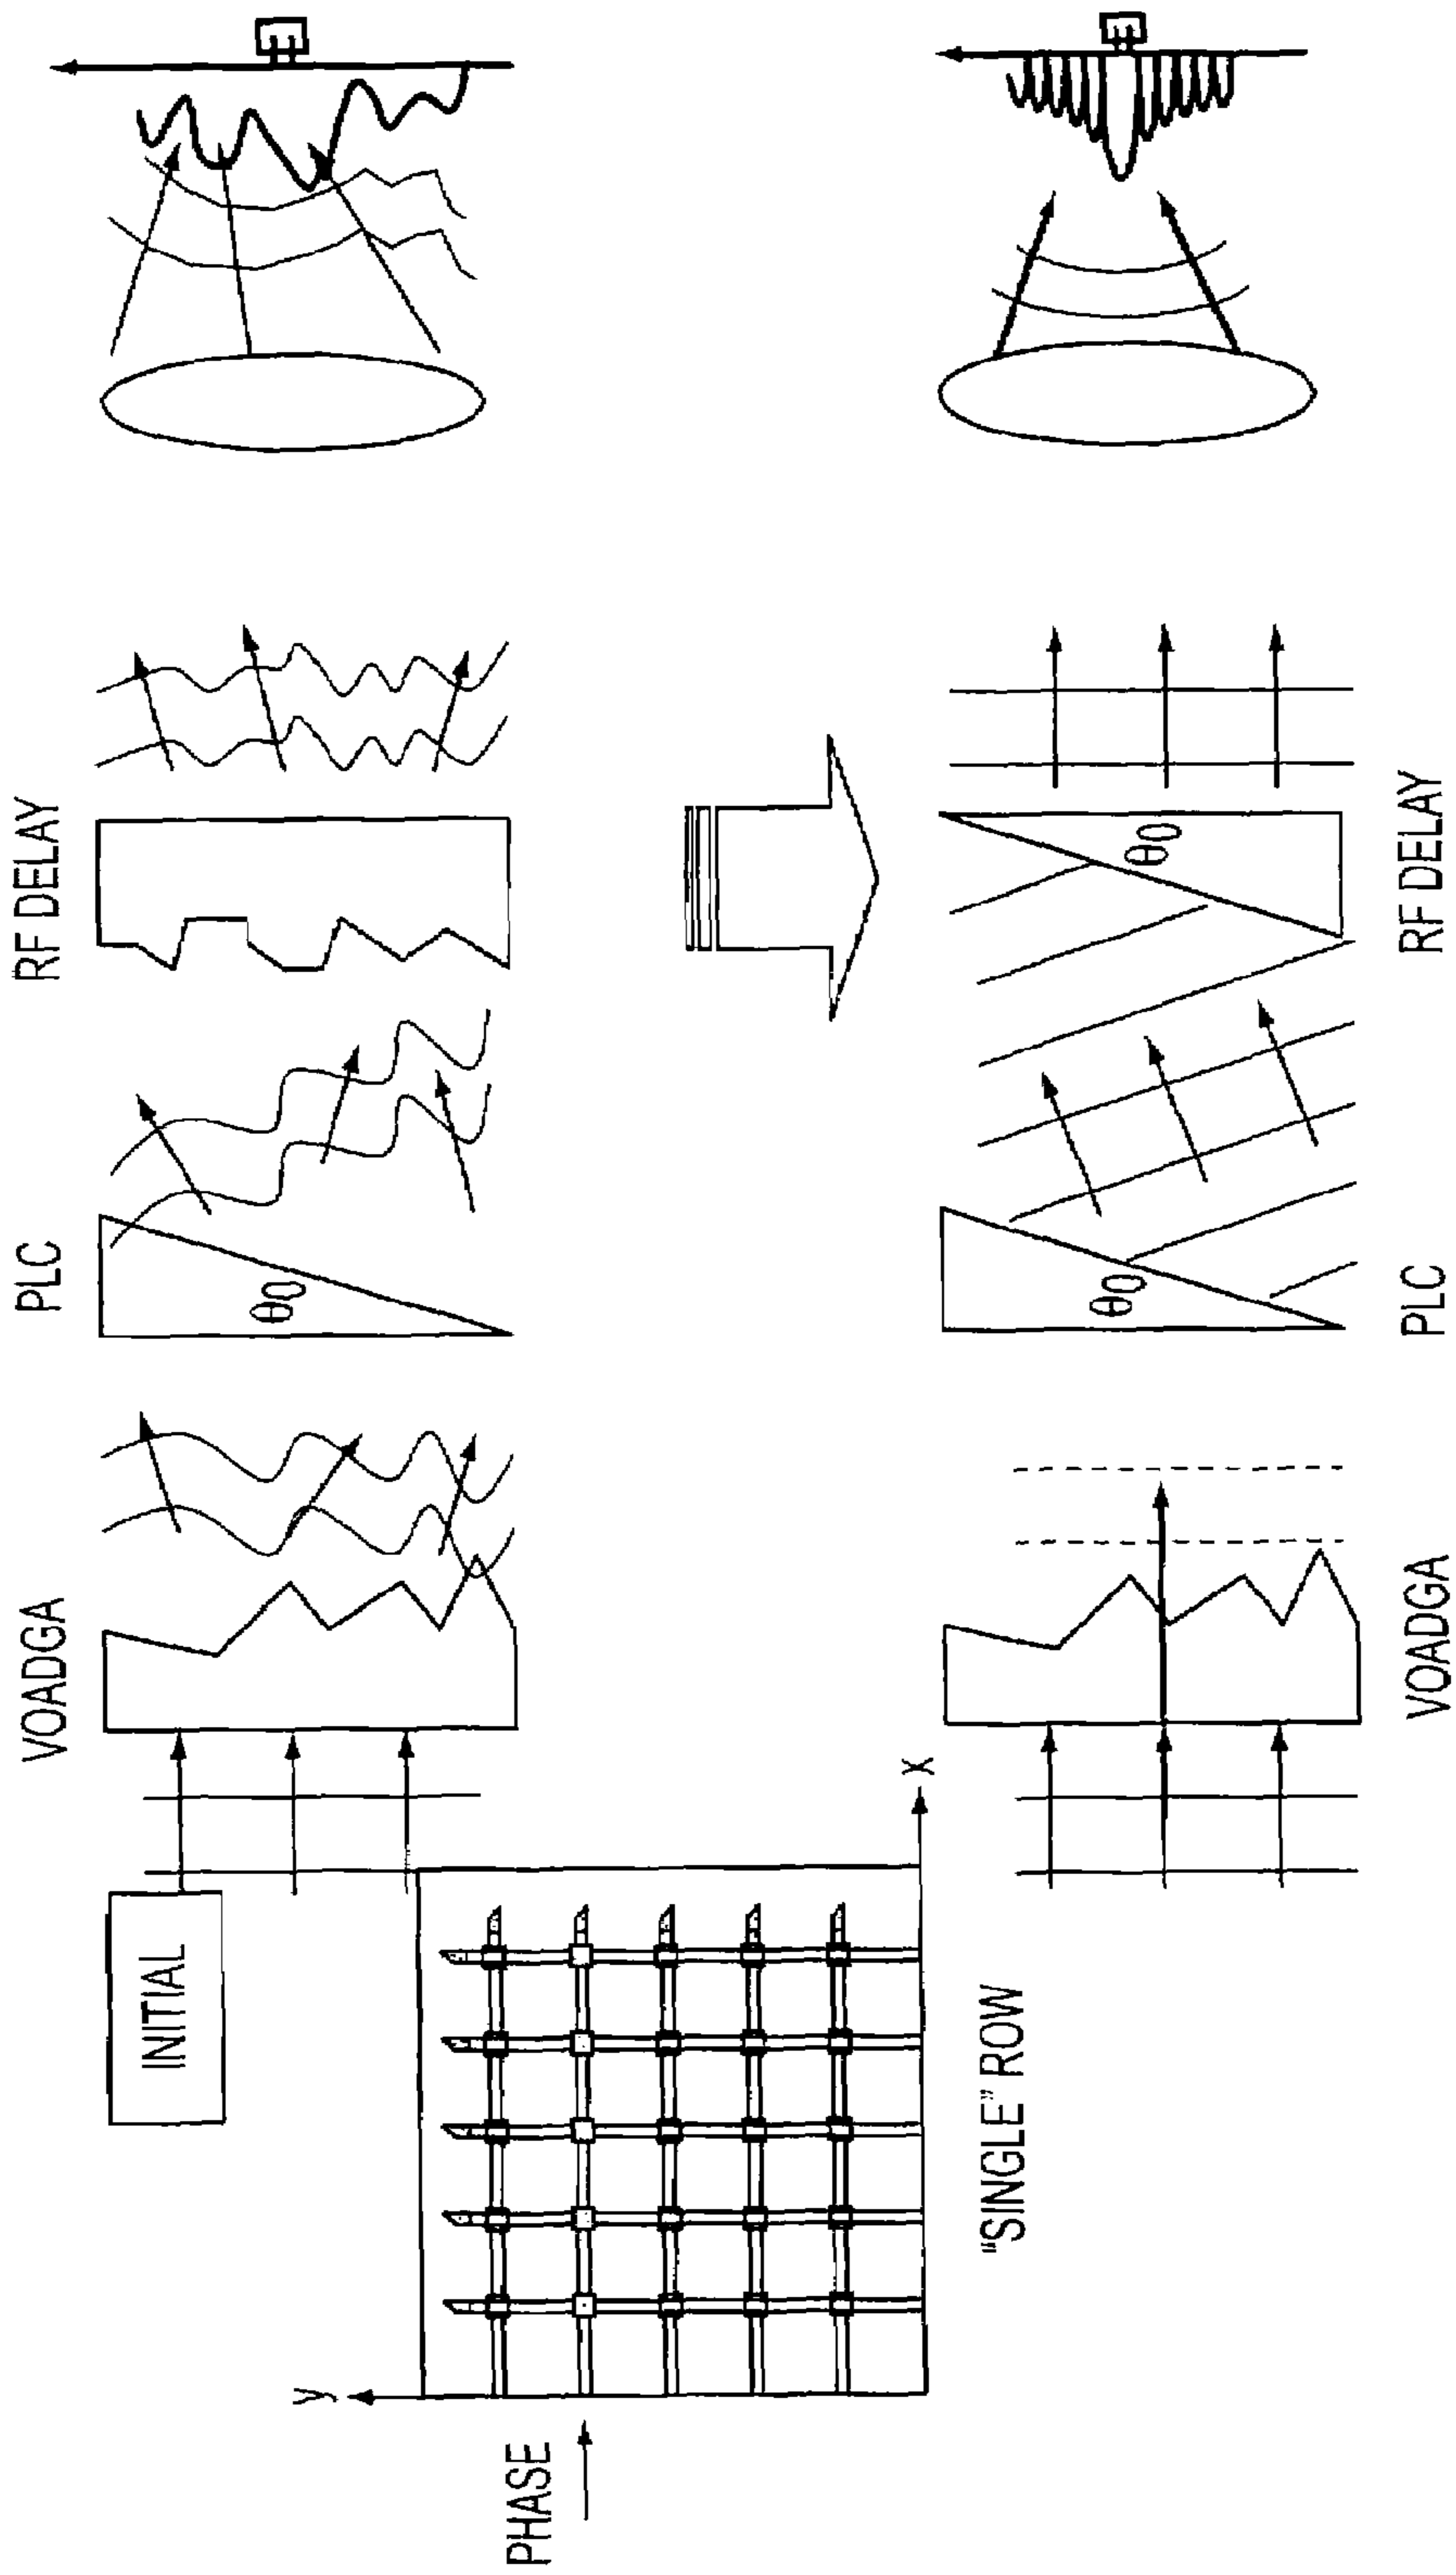 VOADGA
PLC
RF DELAY
INITIAL
θ0
PHASE
y
x
"SINGLE" ROW
θ0
θ0
VOADGA
PLC
RF DELAY